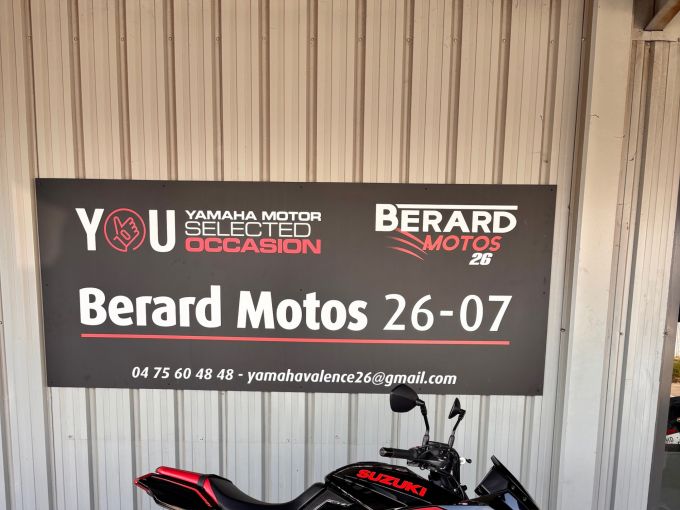 YOU YAMAHA MOTOR
SELECTED
OCCASION
BERARD
MOTOS
26
Berard Motos 26-07
04 75 60 48 48 - yamahavalence26@gmail.com
SUZUKI